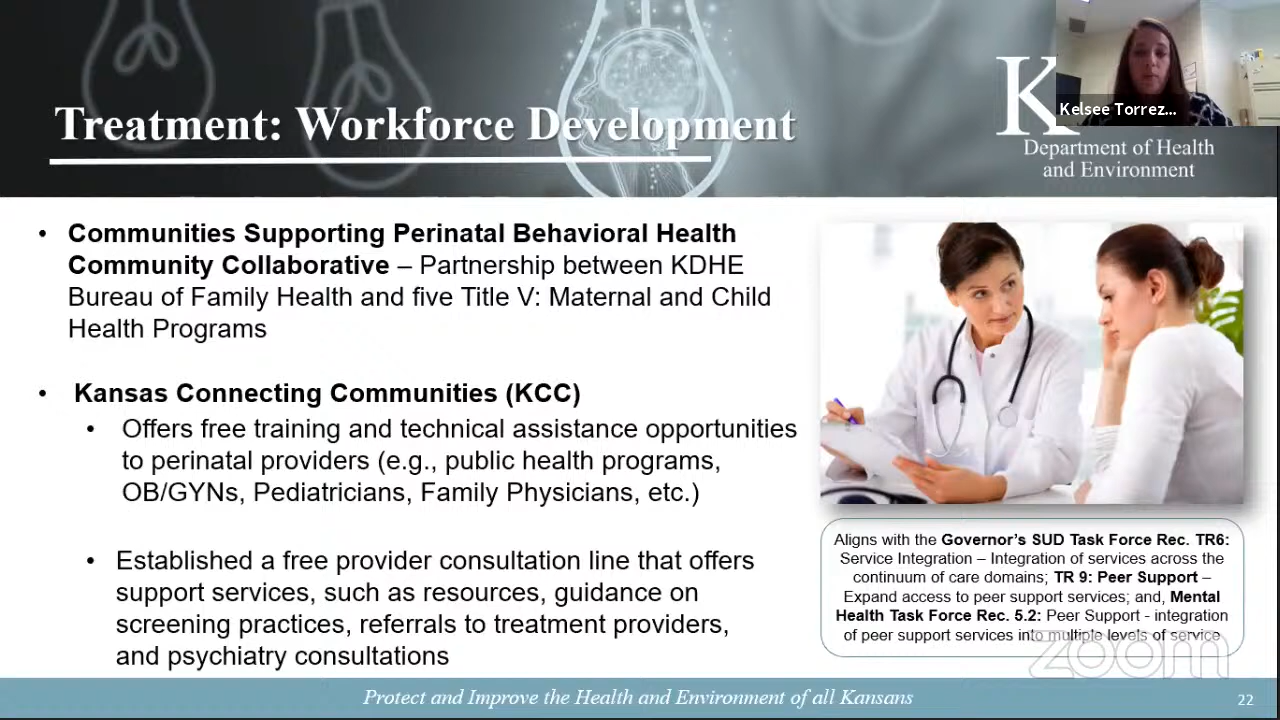 Treatment: Workforce Development
K
Kelsee Torrez...
Department of Health
and Environment
• Communities Supporting Perinatal Behavioral Health
Community Collaborative – Partnership between KDHE
Bureau of Family Health and five Title V: Maternal and Child
Health Programs
• Kansas Connecting Communities (KCC)
• Offers free training and technical assistance opportunities
to perinatal providers (e.g., public health programs,
OB/GYNs, Pediatricians, Family Physicians, etc.)
• Established a free provider consultation line that offers
support services, such as resources, guidance on
screening practices, referrals to treatment providers,
and psychiatry consultations
Aligns with the Governor's SUD Task Force Rec. TR6:
Service Integration – Integration of services across the
continuum of care domains; TR 9: Peer Support –
Expand access to peer support services; and, Mental
Health Task Force Rec. 5.2: Peer Support - integration
of peer support services into multiple levels of service
zoom
Protect and Improve the Health and Environment of all Kansans
22